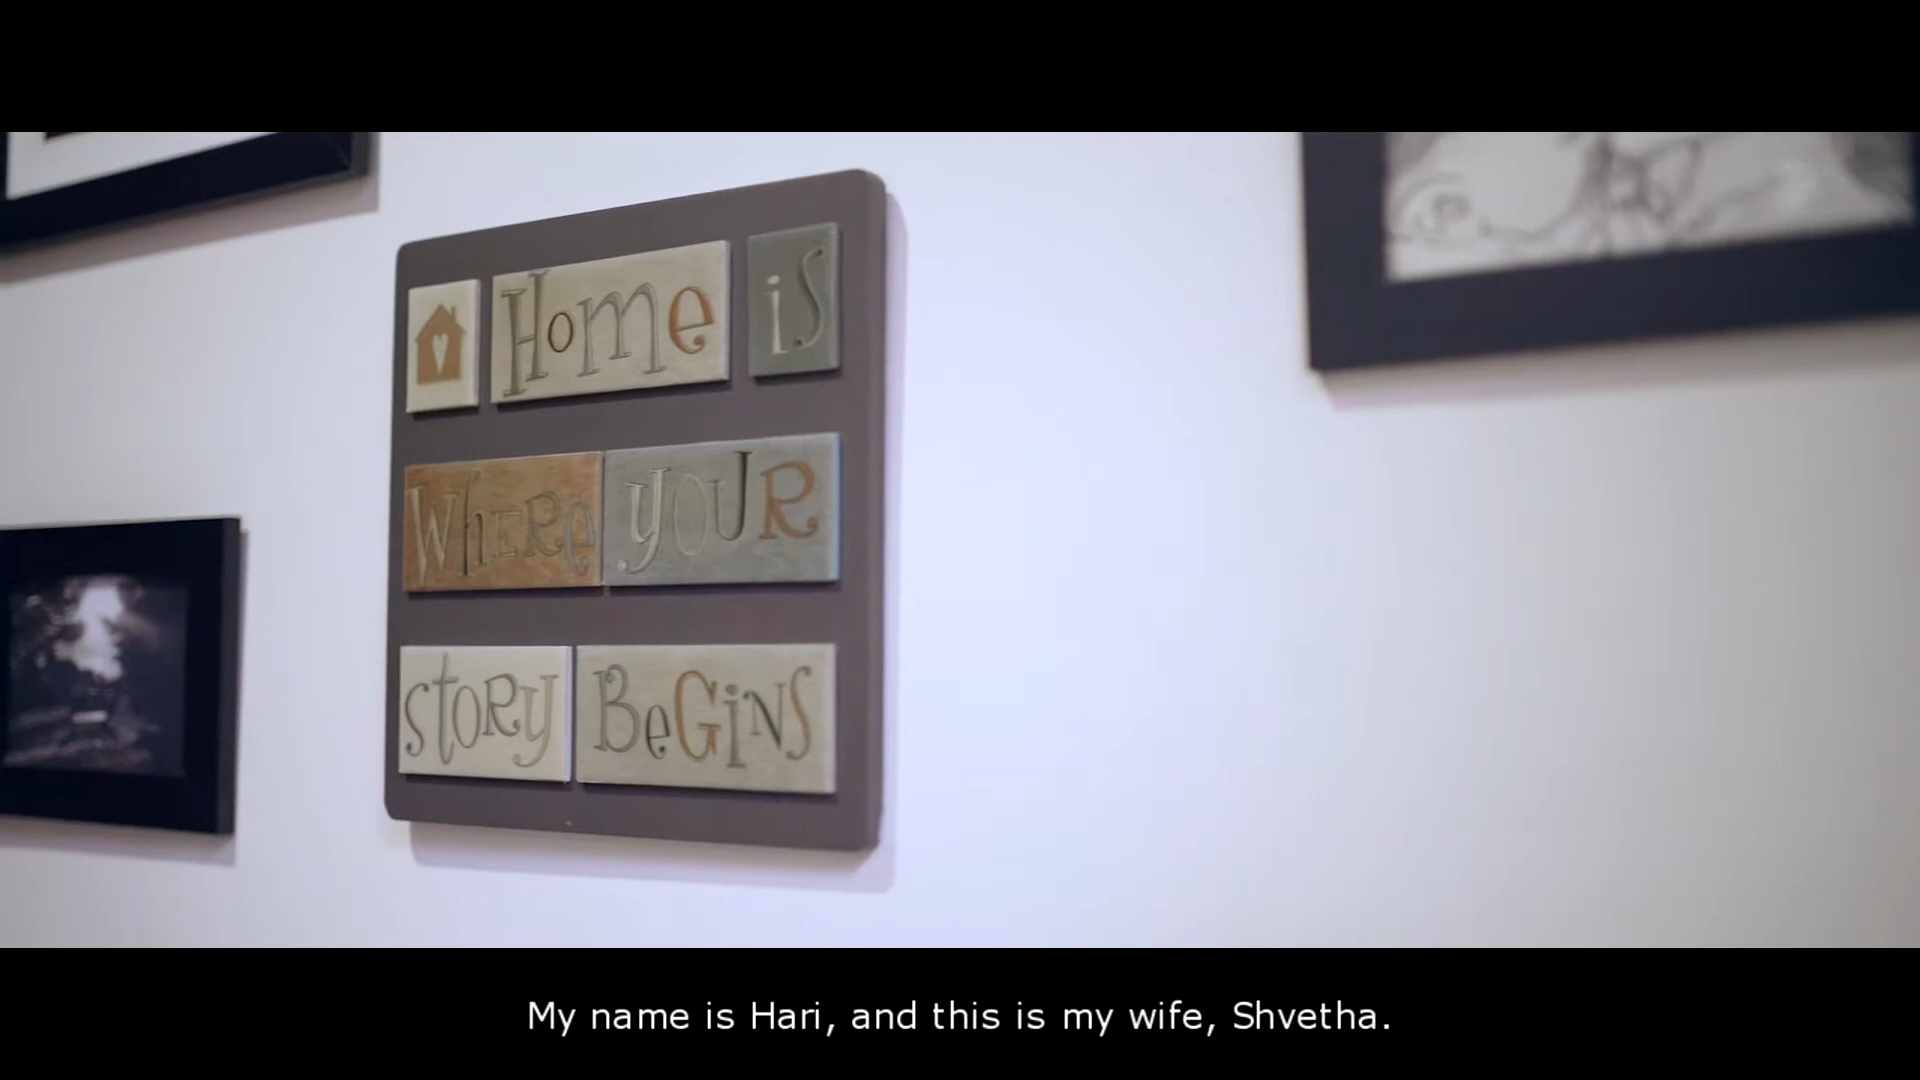 Home is
Where your
story Begins
My name is Hari, and this is my wife, Shvetha.